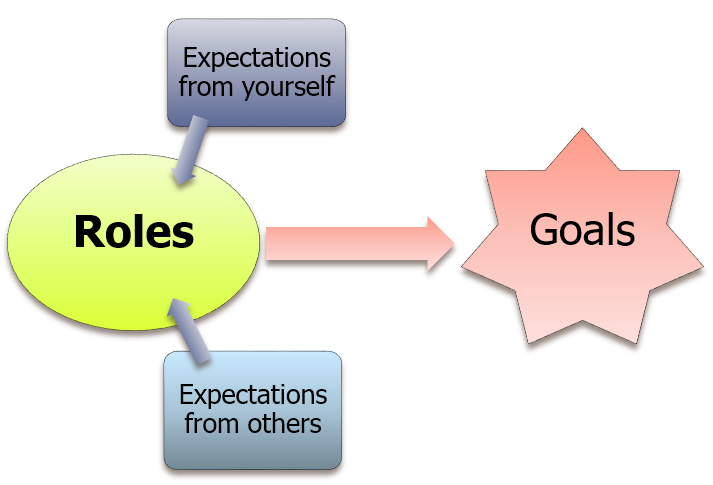 Expectations
from yourself
Roles
Goals
Expectations
from others